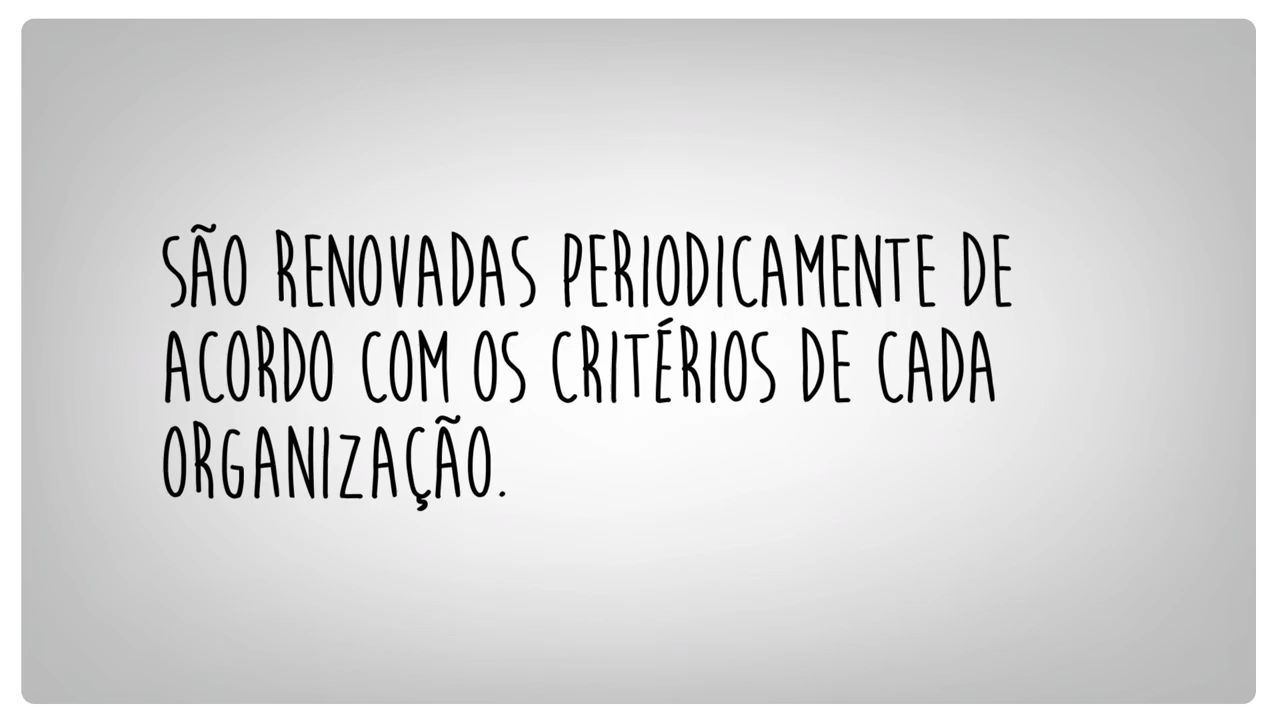 SÃO RENOVADAS PERIODICAMENTE DE
ACORDO COM OS CRITÉRIOS DE CADA
ORGANIZAÇÃO.